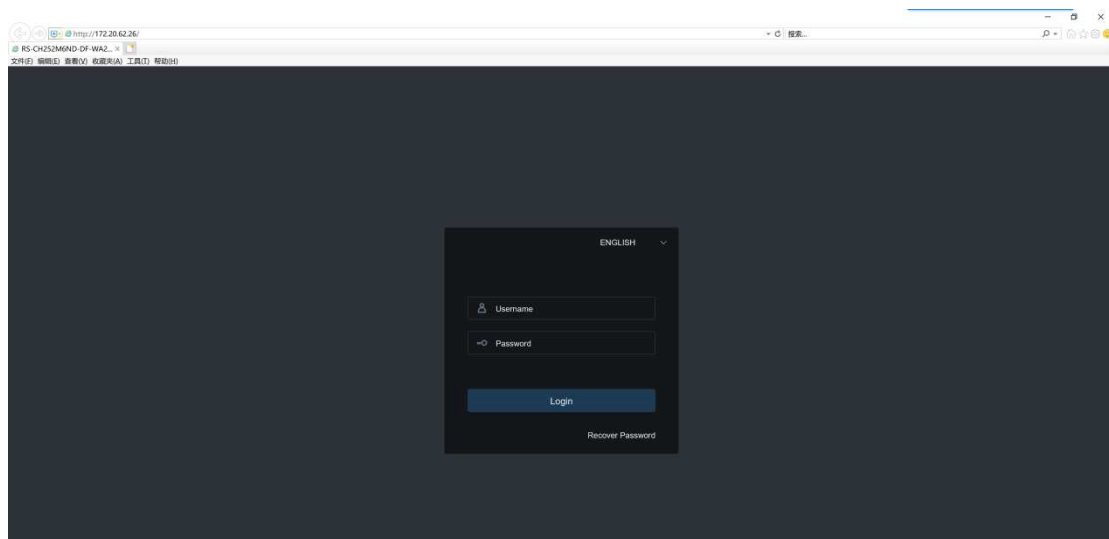 http://172.20.62.26/
搜索...
RS-CH252M6ND-DF-WA2...
文件(F) 编辑(E) 查看(V) 收藏夹(A) 工具(T) 帮助(H)
ENGLISH
Username
Password
Login
Recover Password